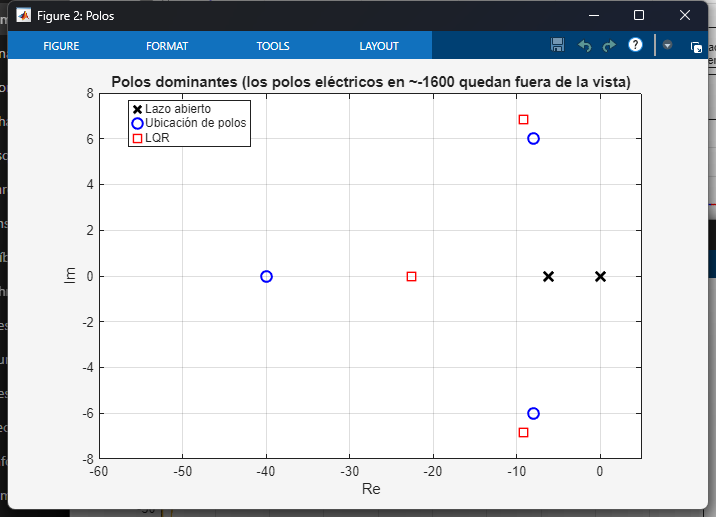 Figure 2: Polos
FIGURE FORMAT TOOLS LAYOUT
Polos dominantes (los polos eléctricos en ~-1600 quedan fuera de la vista)
Lazo abierto
Ubicación de polos
LQR
8
6
4
2
0
-2
-4
-6
-8
Im
-60 -50 -40 -30 -20 -10 0
Re